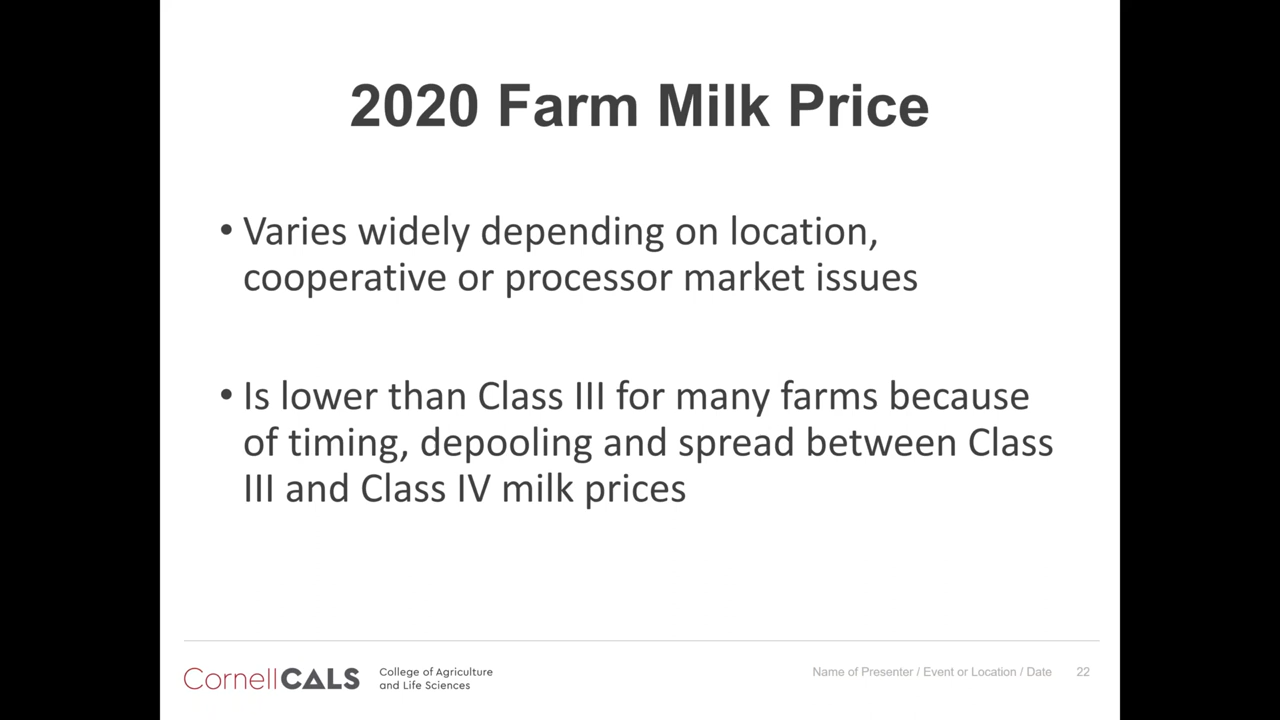 2020 Farm Milk Price
• Varies widely depending on location,
cooperative or processor market issues
• Is lower than Class III for many farms because
of timing, depooling and spread between Class
III and Class IV milk prices
CornellCALS
College of Agriculture
and Life Sciences
Name of Presenter / Event or Location / Date 22